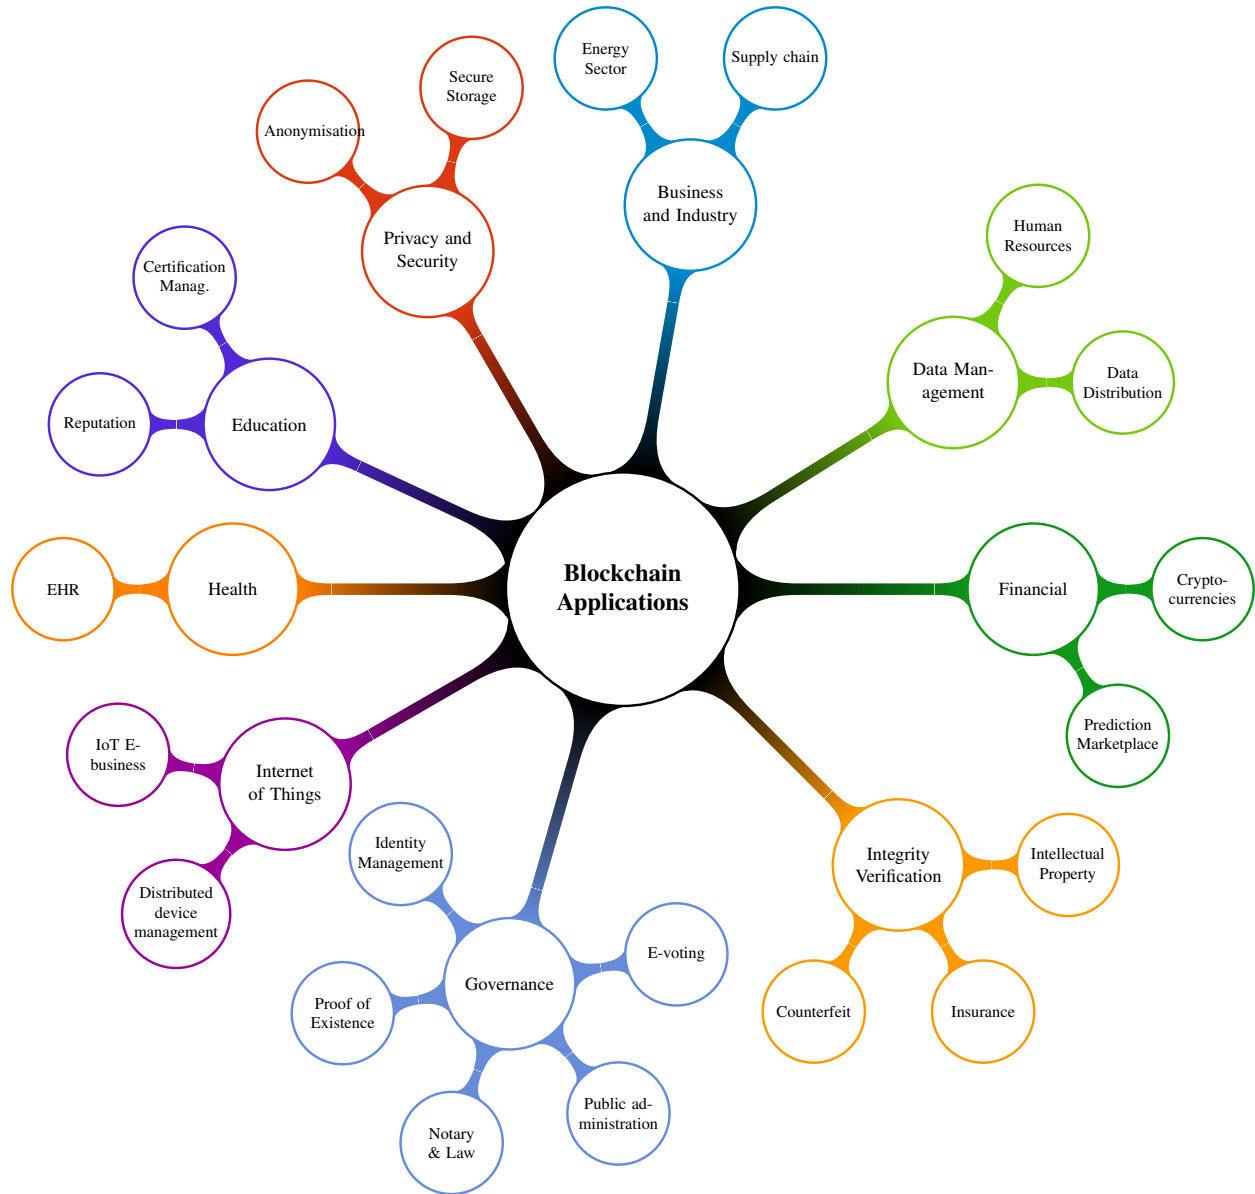 Energy
Sector
Supply chain
Secure
Storage
Anonymisation
Business
and Industry
Human
Resources
Privacy and
Security
Certification
Manag.
Data Man-
agement
Data
Distribution
Reputation
Education
Blockchain
Applications
EHR
Health
Financial
Crypto-
currencies
Prediction
Marketplace
IoT E-
business
Internet
of Things
Distributed
device
management
Identity
Management
Integrity
Verification
Intellectual
Property
Governance
E-voting
Proof of
Existence
Counterfeit
Insurance
Public ad-
ministration
Notary
& Law